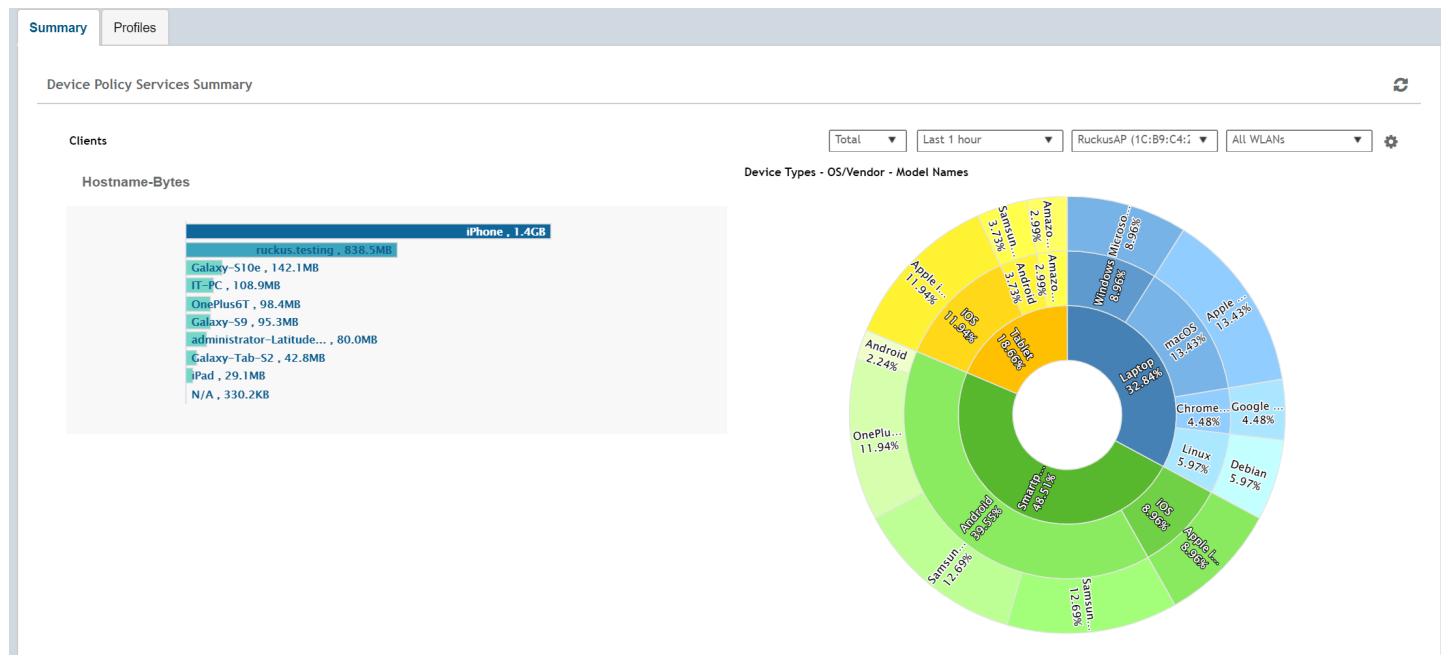 Summary
Profiles
Device Policy Services Summary
Clients
Total
Last 1 hour
RuckusAP (1C:B9:C4:2
All WLANs
Hostname-Bytes
Device Types - OS/Vendor - Model Names
iPhone , 1.4GB
ruckus.testing , 838.5MB
Galaxy-S10e , 142.1MB
IT-PC , 108.9MB
OnePlus6T , 98.4MB
Galaxy-S9 , 95.3MB
administrator-Latitude... , 80.0MB
Galaxy-Tab-S2 , 42.8MB
iPad , 29.1MB
N/A , 330.2KB
Laptop
32.84%
Windows
8.96%
Microso...
8.96%
macOS
13.43%
Apple ...
13.43%
Chrome...
4.48%
Google ...
4.48%
Linux
5.97%
Debian
5.97%
Smartp...
48.51%
iOS
8.96%
Apple i...
8.96%
Android
39.55%
Samsun...
12.69%
Samsun...
12.69%
OnePlu...
11.94%
Android
2.24%
Tablet
18.66%
iOS
11.94%
Apple i...
11.94%
Android
3.73%
Samsun...
3.73%
Amazo...
2.99%
Amazo...
2.99%